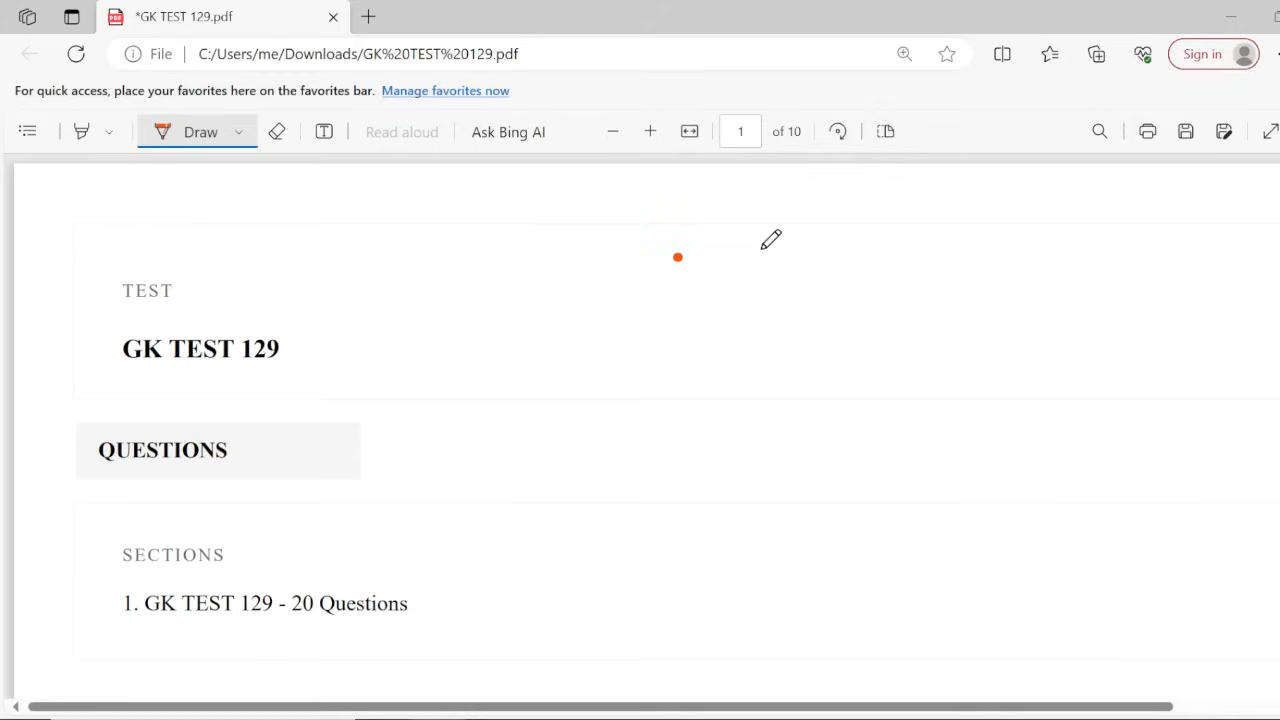 *GK TEST 129.pdf
File C:/Users/me/Downloads/GK%20TEST%20129.pdf Sign in
For quick access, place your favorites here on the favorites bar. Manage favorites now
Draw Read aloud Ask Bing AI 1 of 10
TEST
GK TEST 129
QUESTIONS
SECTIONS
1. GK TEST 129 - 20 Questions